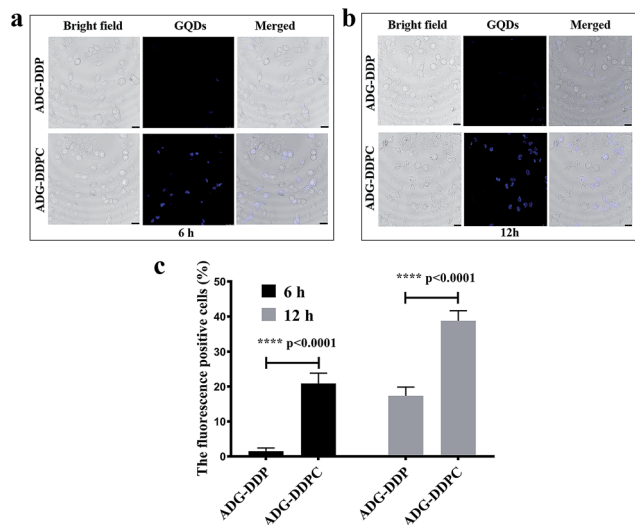 a
Bright field GQDs Merged
ADG-DDP
ADG-DDPC
6 h
b
Bright field GQDs Merged
ADG-DDP
ADG-DDPC
12h
c
The fluorescence positive cells (%)
50
40
30
20
10
0
6 h
12 h
**** p<0.0001
**** p<0.0001
ADG-DDP ADG-DDPC ADG-DDP ADG-DDPC